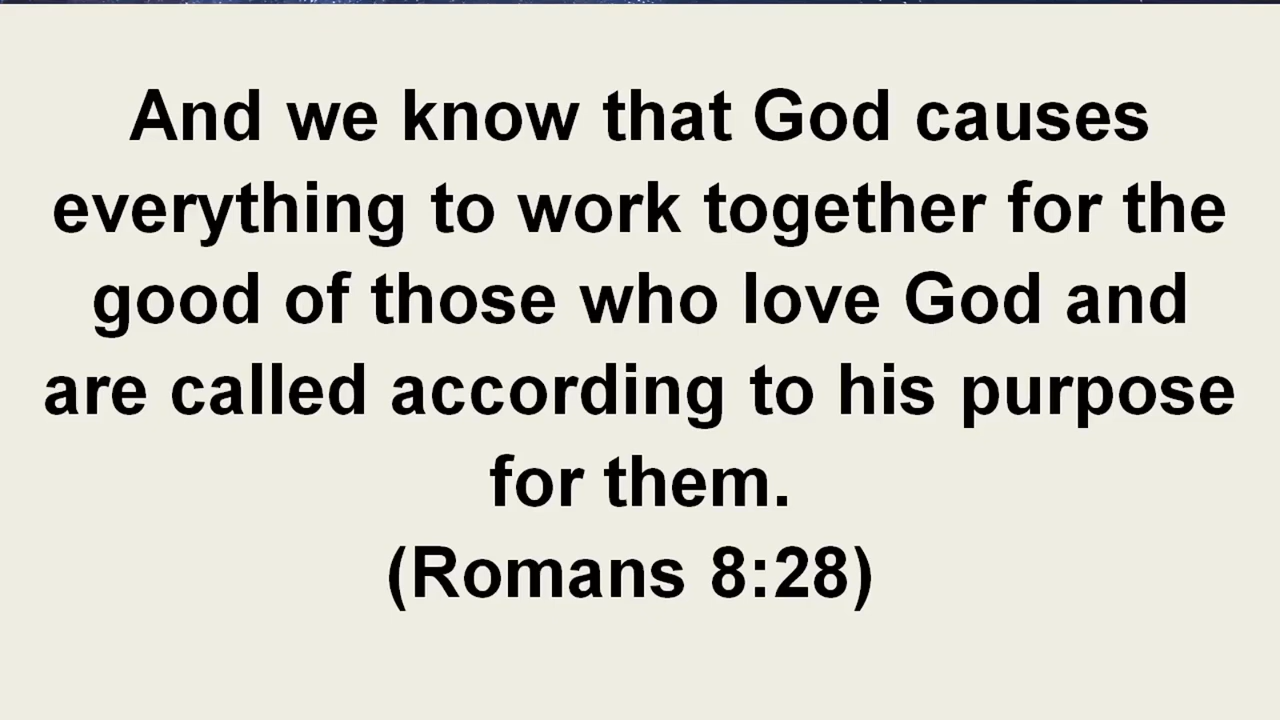 And we know that God causes
everything to work together for the
good of those who love God and
are called according to his purpose
for them.
(Romans 8:28)